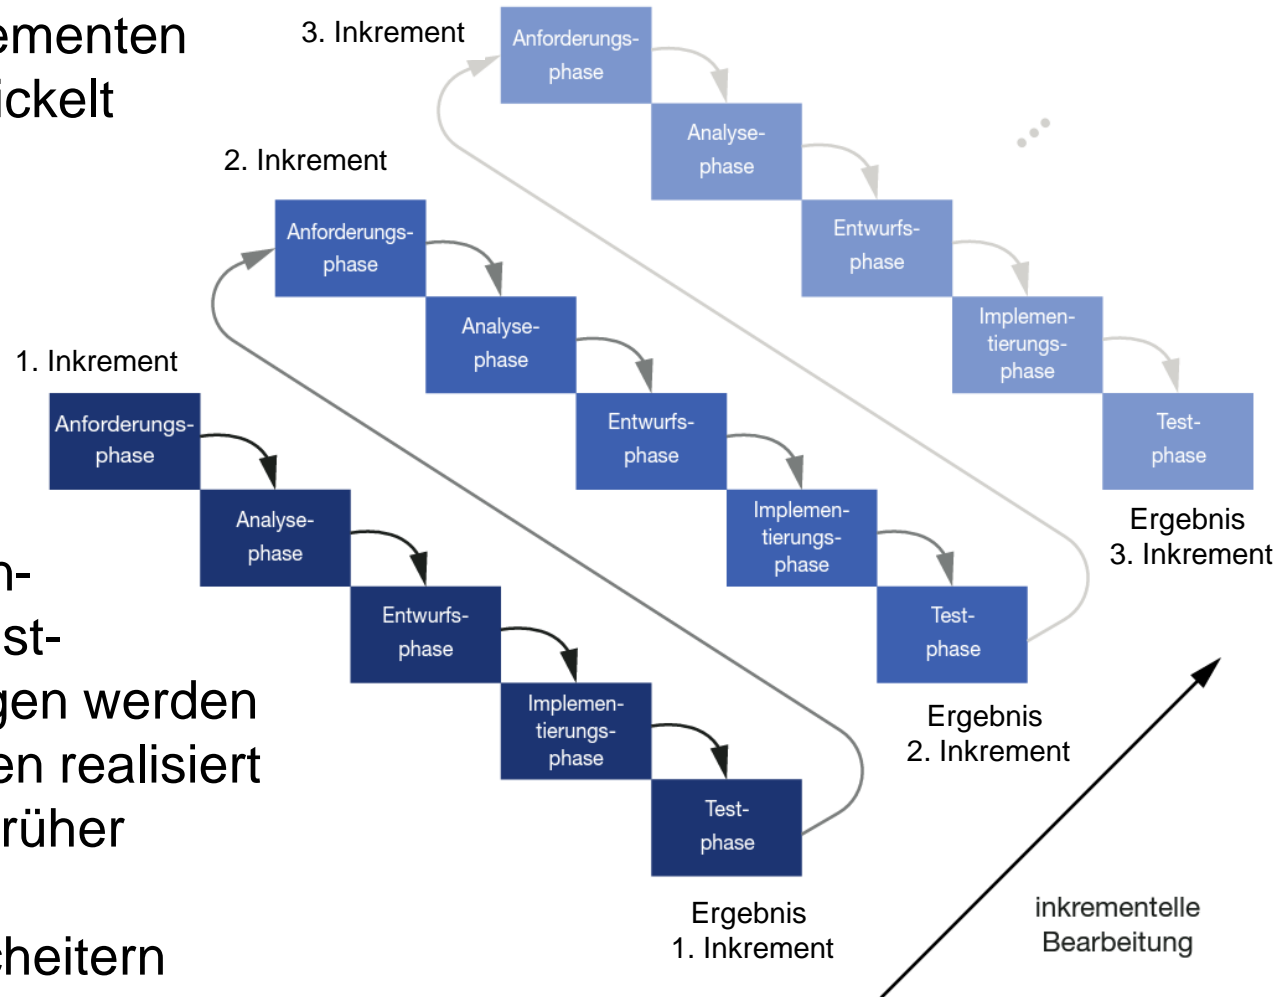 ementen
ickelt
3. Inkrement
Anforderungs-
phase
Analyse-
phase
Entwurfs-
phase
Implemen-
tierungs-
phase
Test-
phase
Ergebnis
3. Inkrement
2. Inkrement
Anforderungs-
phase
Analyse-
phase
Entwurfs-
phase
Implemen-
tierungs-
phase
Test-
phase
Ergebnis
2. Inkrement
1. Inkrement
Anforderungs-
phase
Analyse-
phase
Entwurfs-
phase
Implemen-
tierungs-
phase
Test-
phase
Ergebnis
1. Inkrement
n-
st-
gen werden
en realisiert
rüher
cheitern
inkrementelle
Bearbeitung